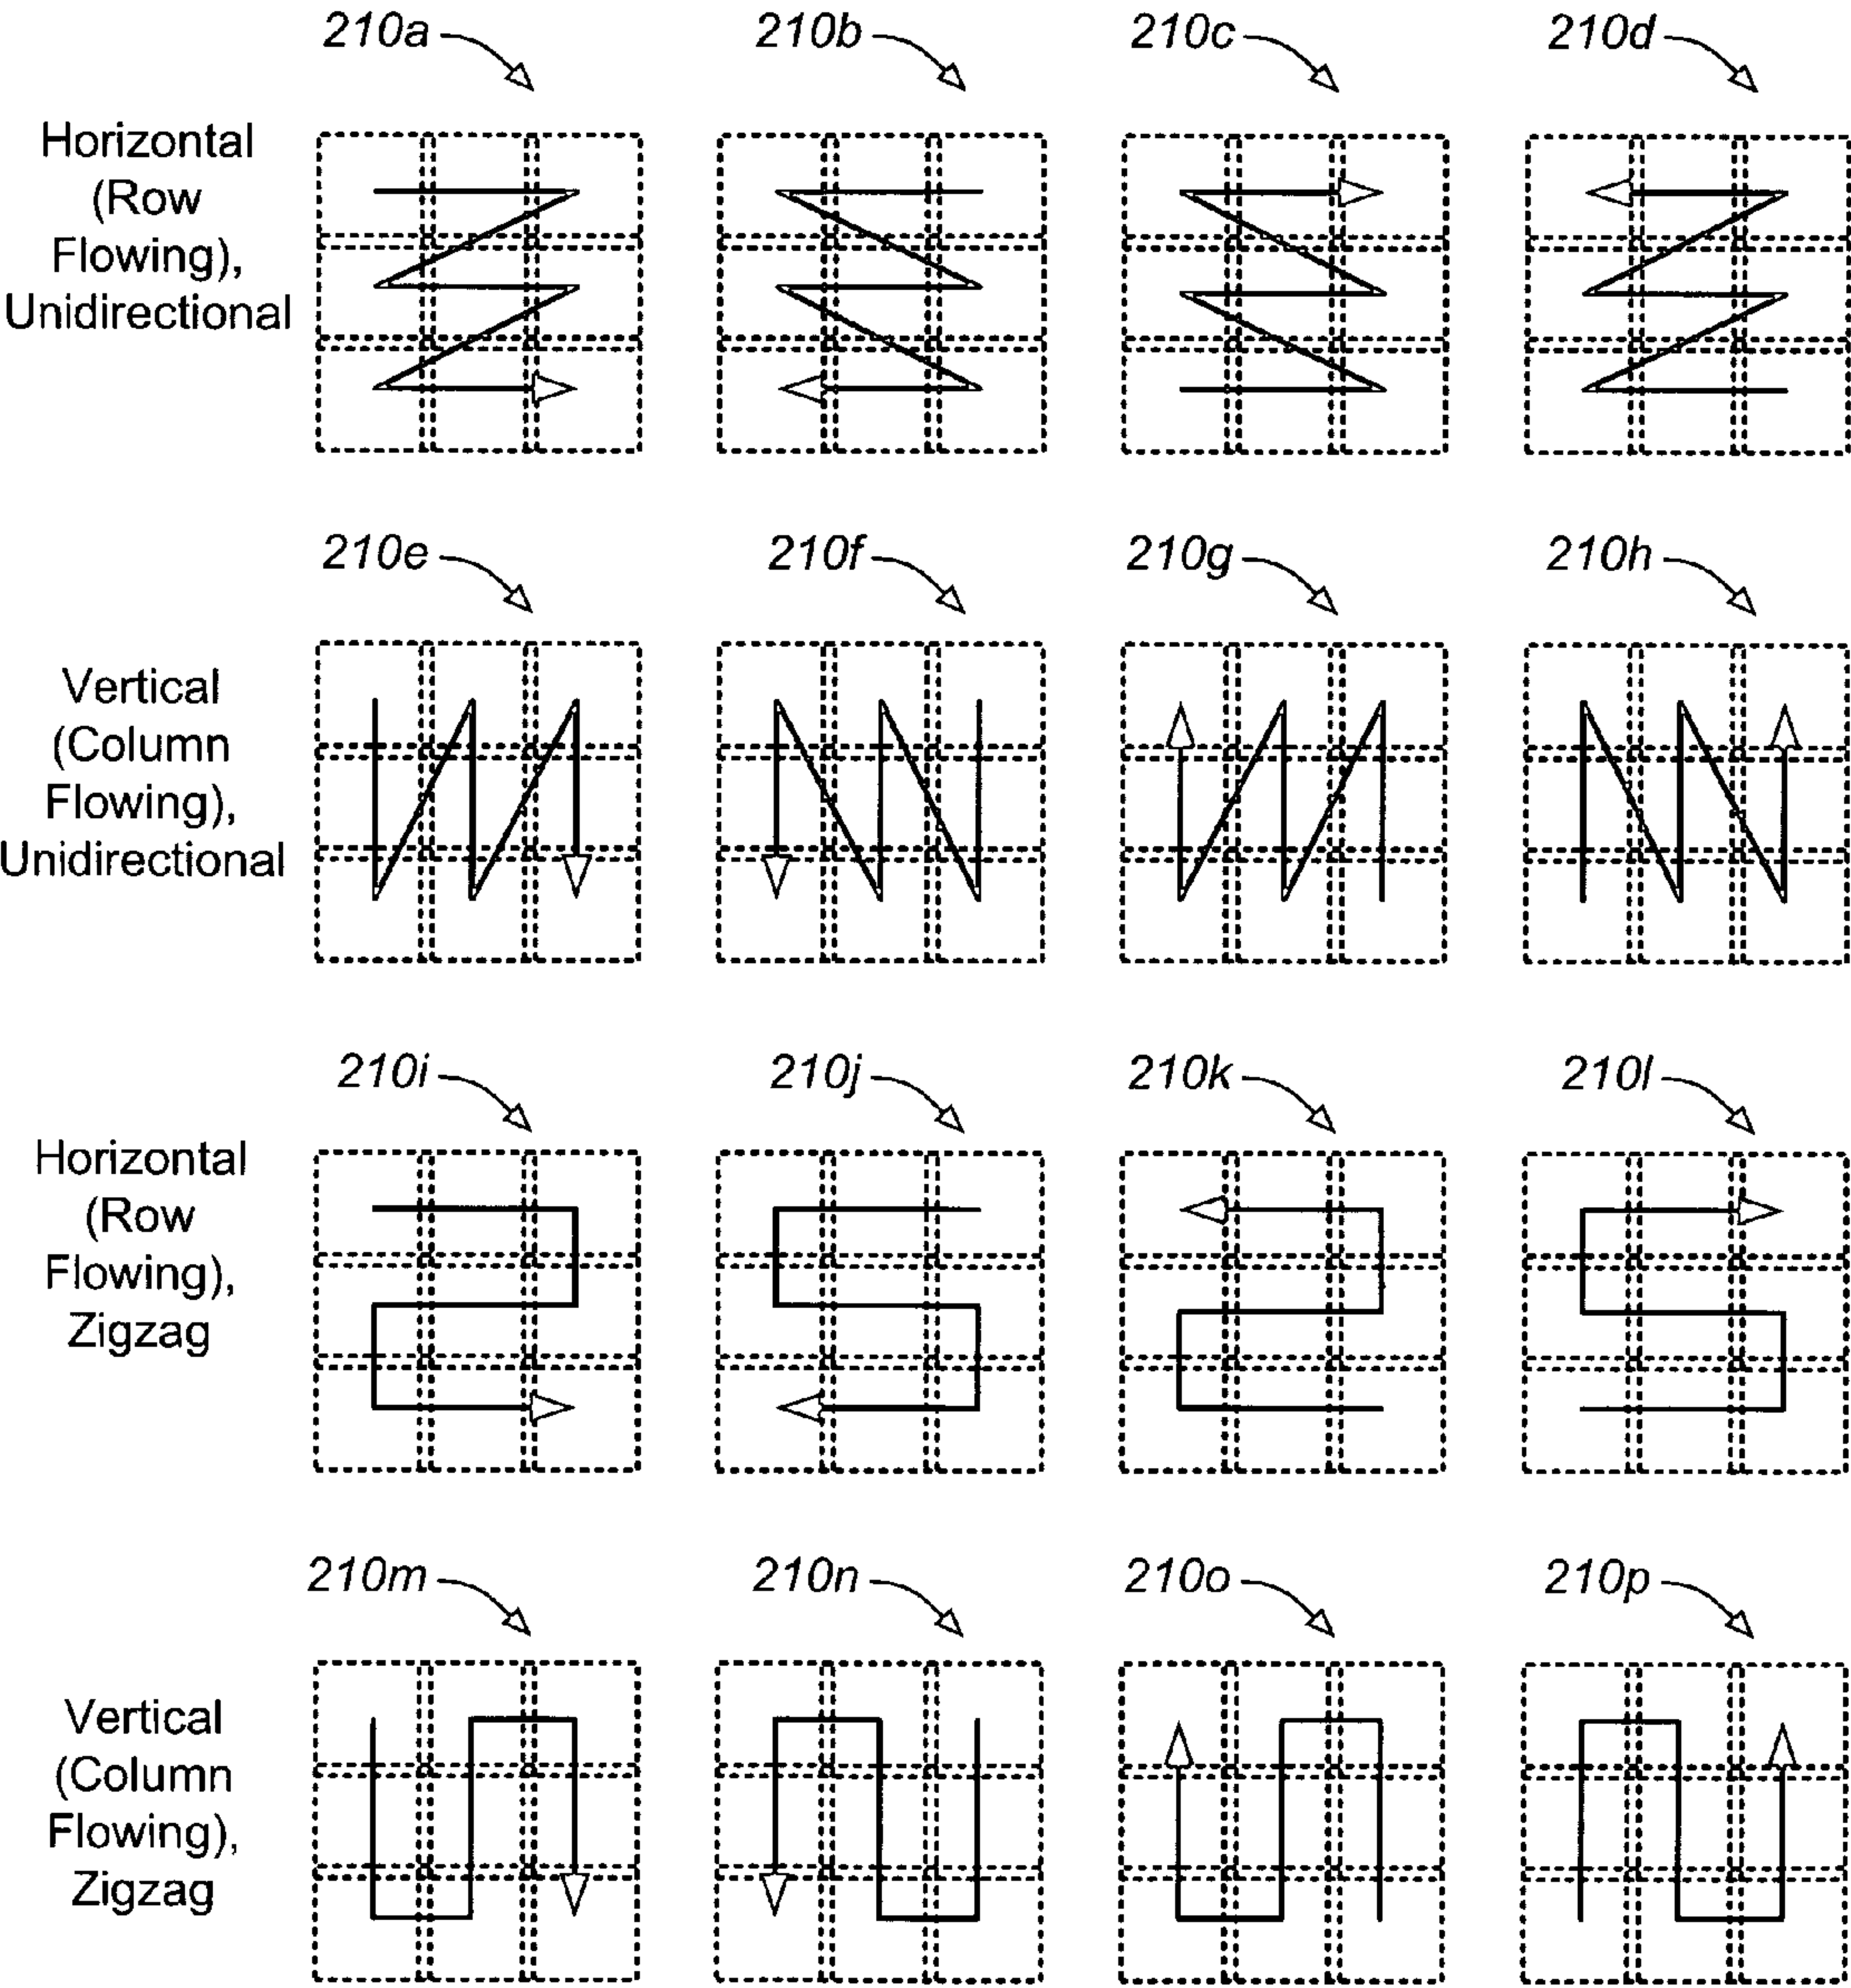 210a 210b 210c 210d
Horizontal
(Row
Flowing),
Unidirectional
210e 210f 210g 210h
Vertical
(Column
Flowing),
Unidirectional
210i 210j 210k 210l
Horizontal
(Row
Flowing),
Zigzag
210m 210n 210o 210p
Vertical
(Column
Flowing),
Zigzag